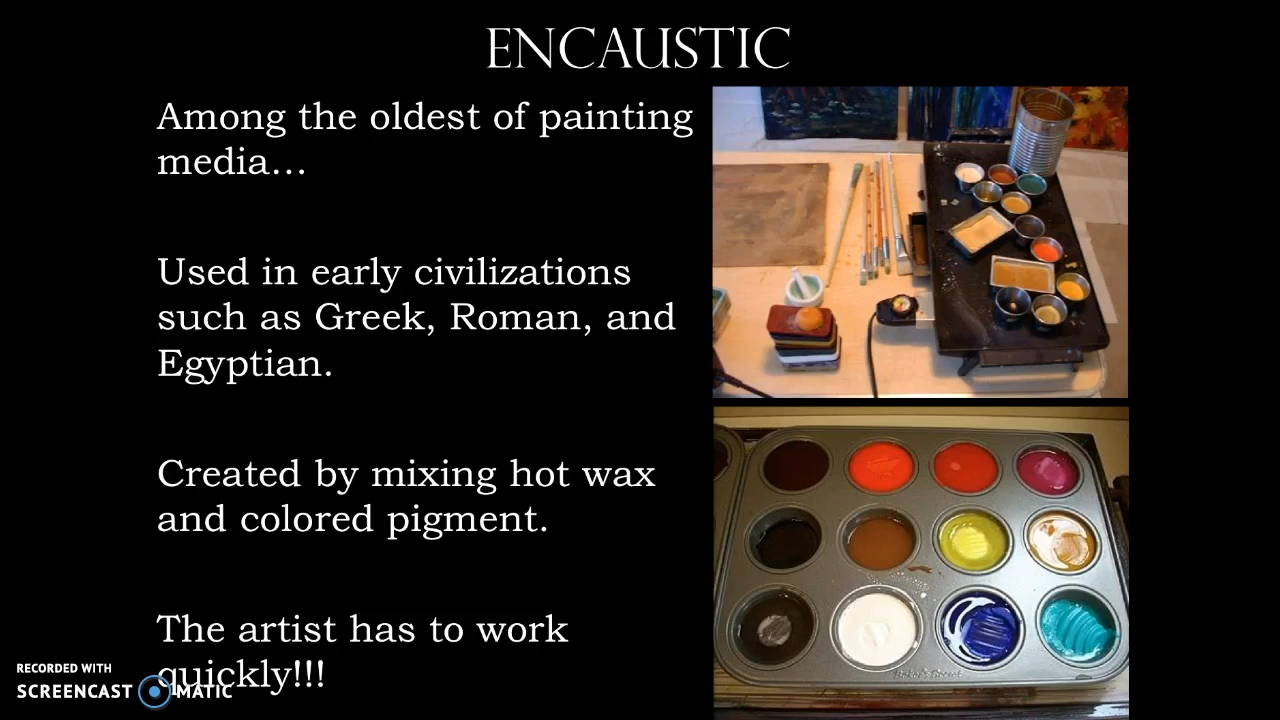 ENCAUSTIC
Among the oldest of painting
media…
Used in early civilizations
such as Greek, Roman, and
Egyptian.
Created by mixing hot wax
and colored pigment.
The artist has to work
quickly!!!
RECORDED WITH
SCREENCAST MATIC